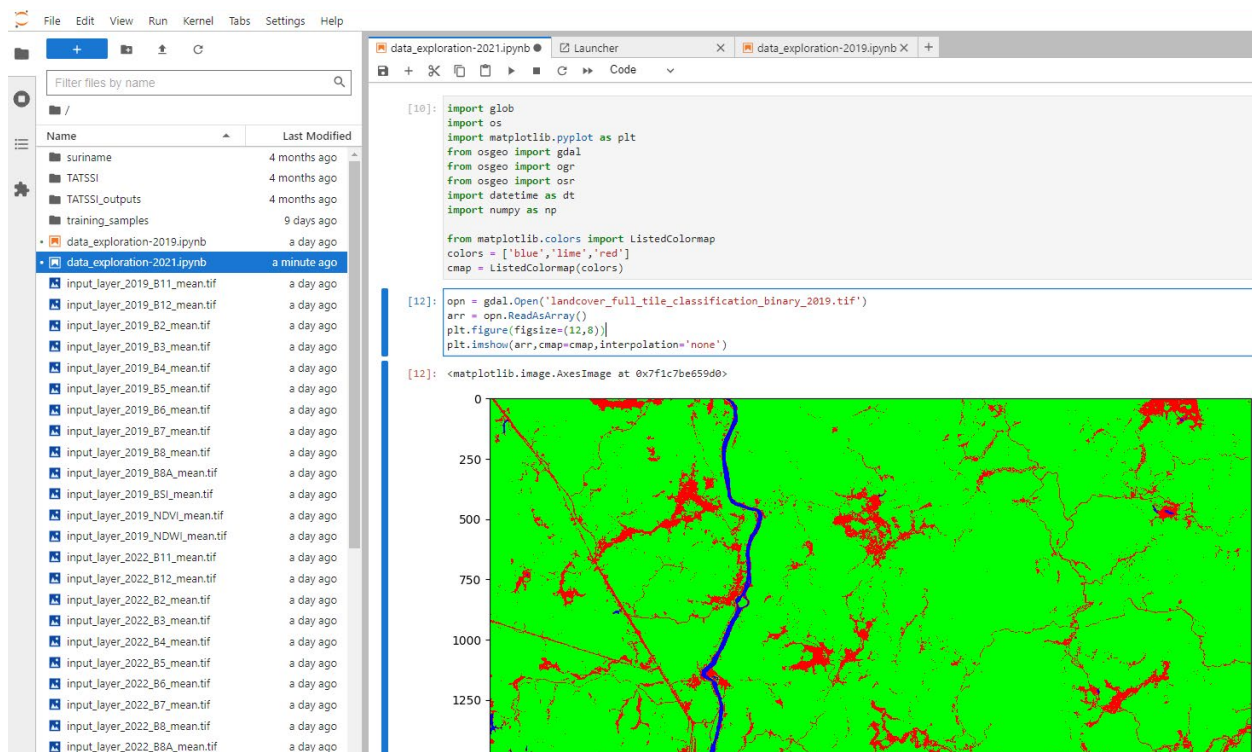 File Edit View Run Kernel Tabs Settings Help
+
Filter files by name
/
Name Last Modified
suriname 4 months ago
TATSSI 4 months ago
TATSSI_outputs 4 months ago
training_samples 9 days ago
data_exploration-2019.ipynb a day ago
data_exploration-2021.ipynb a minute ago
input_layer_2019_B11_mean.tif a day ago
input_layer_2019_B12_mean.tif a day ago
input_layer_2019_B2_mean.tif a day ago
input_layer_2019_B3_mean.tif a day ago
input_layer_2019_B4_mean.tif a day ago
input_layer_2019_B5_mean.tif a day ago
input_layer_2019_B6_mean.tif a day ago
input_layer_2019_B7_mean.tif a day ago
input_layer_2019_B8_mean.tif a day ago
input_layer_2019_B8A_mean.tif a day ago
input_layer_2019_BSI_mean.tif a day ago
input_layer_2019_NDVI_mean.tif a day ago
input_layer_2019_NDWI_mean.tif a day ago
input_layer_2022_B11_mean.tif a day ago
input_layer_2022_B12_mean.tif a day ago
input_layer_2022_B2_mean.tif a day ago
input_layer_2022_B3_mean.tif a day ago
input_layer_2022_B4_mean.tif a day ago
input_layer_2022_B5_mean.tif a day ago
input_layer_2022_B6_mean.tif a day ago
input_layer_2022_B7_mean.tif a day ago
input_layer_2022_B8_mean.tif a day ago
input_layer_2022_B8A_mean.tif a day ago
data_exploration-2021.ipynb Launcher data_exploration-2019.ipynb
Code
[10]: import glob
import os
import matplotlib.pyplot as plt
from osgeo import gdal
from osgeo import ogr
from osgeo import osr
import datetime as dt
import numpy as np
from matplotlib.colors import ListedColormap
colors = ['blue','lime','red']
cmap = ListedColormap(colors)
[12]: opn = gdal.Open('landcover_full_tile_classification_binary_2019.tif')
arr = opn.ReadAsArray()
plt.figure(figsize=(12,8))
plt.imshow(arr,cmap=cmap,interpolation='none')
[12]: <matplotlib.image.AxesImage at 0x7f1c7be659d0>
0
250
500
750
1000
1250